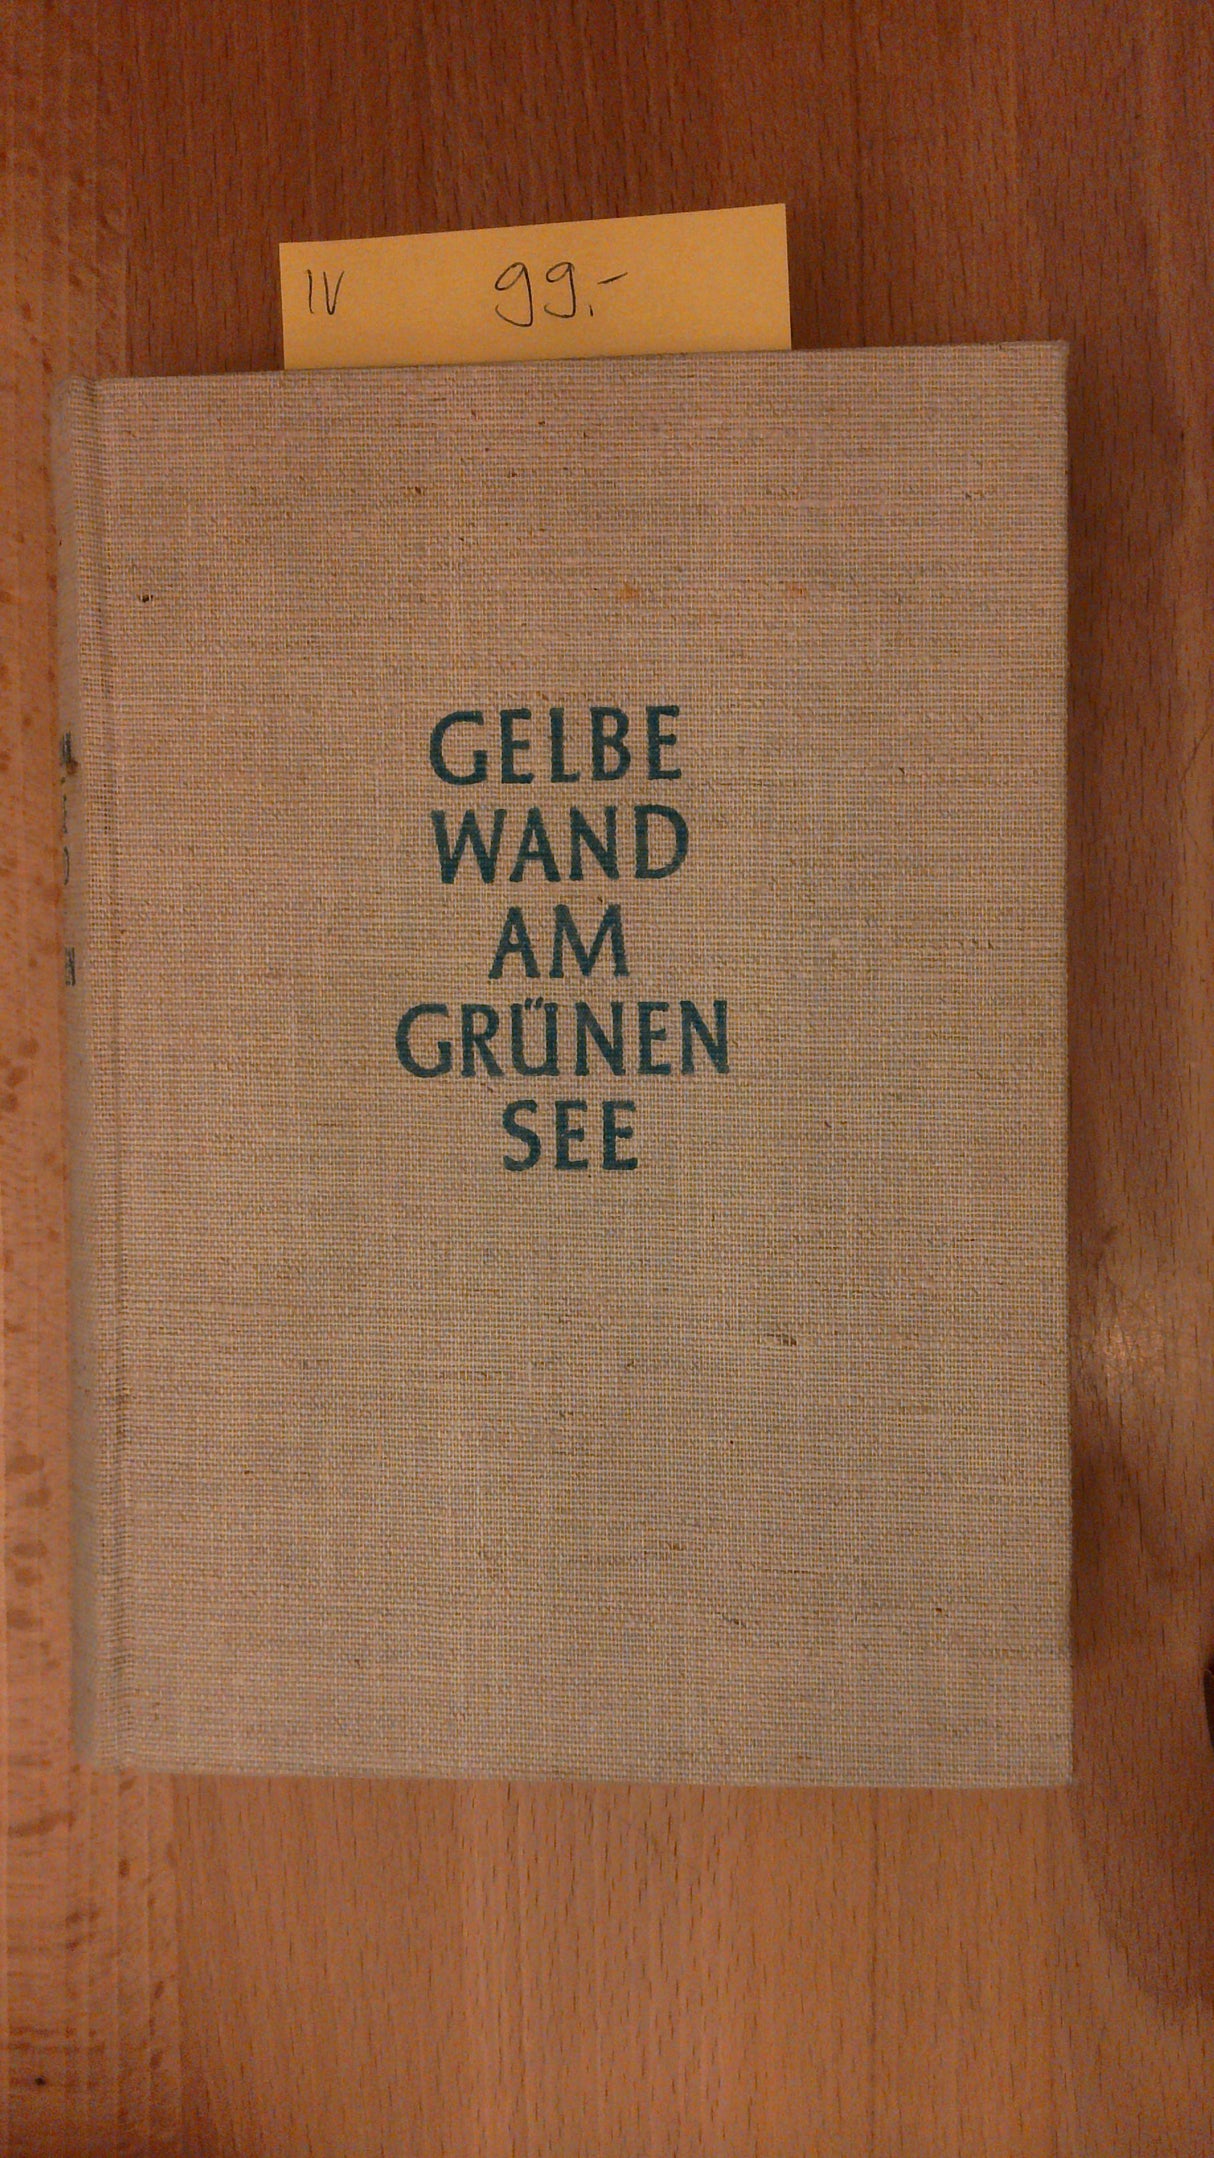 IV 99.-
GELBE
WAND
AM
GRÜNEN
SEE